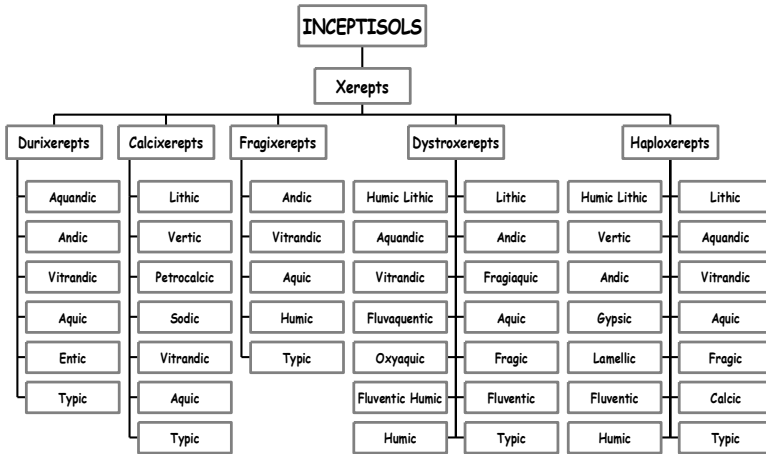 INCEPTISOLS
Xerepts
Durixerepts Calcixerepts Fragixerepts Dystroxerepts Haploxerepts
Aquandic Lithic Andic Humic Lithic Lithic Humic Lithic Lithic
Andic Vertic Vitrandic Aquandic Andic Vertic Aquandic
Vitrandic Petrocalcic Aquic Vitrandic Fragiaquic Andic Vitrandic
Aquic Sodic Humic Fluvaquentic Aquic Gypsic Aquic
Entic Vitrandic Typic Oxyaquic Fragic Lamellic Fragic
Typic Aquic Fluventic Humic Fluventic Fluventic Calcic
Typic Humic Typic Humic Typic